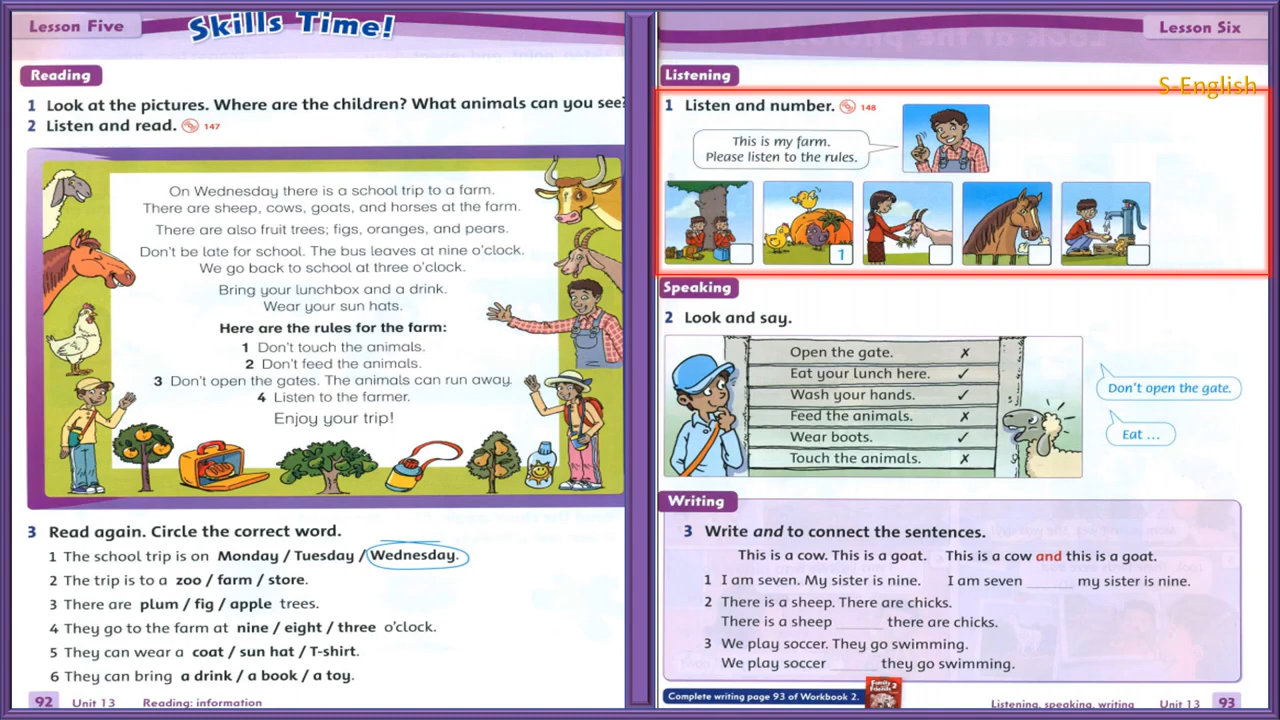 Lesson Five
Skills Time!
Reading
1 Look at the pictures. Where are the children? What animals can you see?
2 Listen and read. 147
On Wednesday there is a school trip to a farm.
There are sheep, cows, goats, and horses at the farm.
There are also fruit trees; figs, oranges, and pears.
Don't be late for school. The bus leaves at nine o'clock.
We go back to school at three o'clock.
Bring your lunchbox and a drink.
Wear your sun hats.
Here are the rules for the farm:
1 Don't touch the animals.
2 Don't feed the animals.
3 Don't open the gates. The animals can run away.
4 Listen to the farmer.
Enjoy your trip!
3 Read again. Circle the correct word.
1 The school trip is on Monday / Tuesday / Wednesday.
2 The trip is to a zoo / farm / store.
3 There are plum / fig / apple trees.
4 They go to the farm at nine / eight / three o'clock.
5 They can wear a coat / sun hat / T-shirt.
6 They can bring a drink / a book / a toy.
92 Unit 13 Reading: information
Lesson Six
Listening
S-English
1 Listen and number. 148
This is my farm.
Please listen to the rules.
1
Speaking
2 Look and say.
Open the gate. ✗
Eat your lunch here. ✓
Wash your hands. ✓
Feed the animals. ✗
Wear boots. ✓
Touch the animals. ✗
Don't open the gate.
Eat ...
Writing
3 Write and to connect the sentences.
This is a cow. This is a goat. This is a cow and this is a goat.
1 I am seven. My sister is nine. I am seven ______ my sister is nine.
2 There is a sheep. There are chicks.
There is a sheep ______ there are chicks.
3 We play soccer. They go swimming.
We play soccer ______ they go swimming.
Complete writing page 93 of Workbook 2.
Family and Friends 2
Listening, speaking, writing Unit 13 93